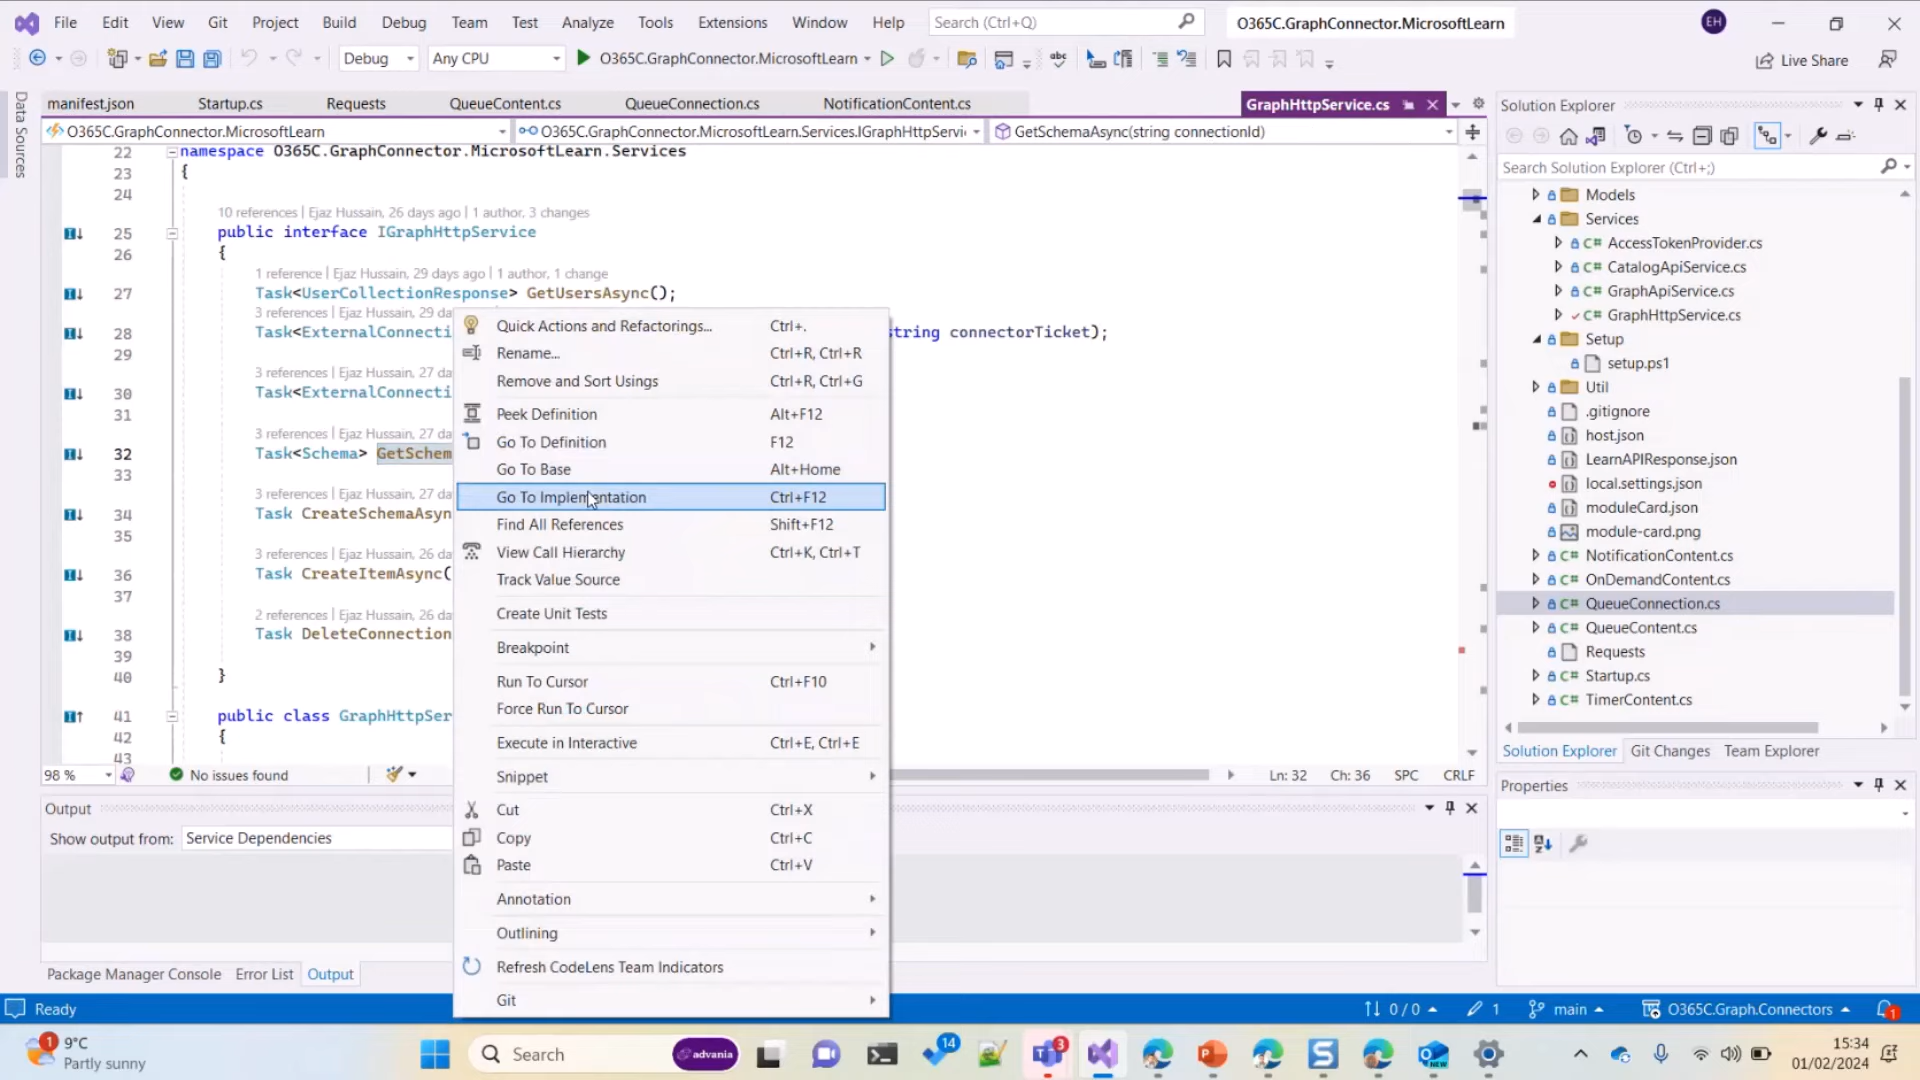 File Edit View Git Project Build Debug Team Test Analyze Tools Extensions Window Help Search (Ctrl+Q) O365C.GraphConnector.MicrosoftLearn EH
Debug Any CPU O365C.GraphConnector.MicrosoftLearn Live Share
Data Sources
manifest.json Startup.cs Requests QueueContent.cs QueueConnection.cs NotificationContent.cs GraphHttpService.cs
O365C.GraphConnector.MicrosoftLearn O365C.GraphConnector.MicrosoftLearn.Services.IGraphHttpServi GetSchemaAsync(string connectionId)
22 namespace O365C.GraphConnector.MicrosoftLearn.Services
23 {
24
10 references | Ejaz Hussain, 26 days ago | 1 author, 3 changes
25 public interface IGraphHttpService
26 {
1 reference | Ejaz Hussain, 29 days ago | 1 author, 1 change
27 Task<UserCollectionResponse> GetUsersAsync();
3 references | Ejaz Hussain, 29 da
28 Task<ExternalConnecti string connectorTicket);
29
3 references | Ejaz Hussain, 27 da
30 Task<ExternalConnecti
31
3 references | Ejaz Hussain, 27 da
32 Task<Schema> GetSchem
33
3 references | Ejaz Hussain, 27 da
34 Task CreateSchemaAsyn
35
3 references | Ejaz Hussain, 26 da
36 Task CreateItemAsync(
37
2 references | Ejaz Hussain, 26 da
38 Task DeleteConnection
39
40 }
41 public class GraphHttpSer
42 {
43
Quick Actions and Refactorings... Ctrl+.
Rename... Ctrl+R, Ctrl+R
Remove and Sort Usings Ctrl+R, Ctrl+G
Peek Definition Alt+F12
Go To Definition F12
Go To Base Alt+Home
Go To Implementation Ctrl+F12
Find All References Shift+F12
View Call Hierarchy Ctrl+K, Ctrl+T
Track Value Source
Create Unit Tests
Breakpoint
Run To Cursor Ctrl+F10
Force Run To Cursor
Execute in Interactive Ctrl+E, Ctrl+E
Snippet
Cut Ctrl+X
Copy Ctrl+C
Paste Ctrl+V
Annotation
Outlining
Refresh CodeLens Team Indicators
Git
98 % No issues found Ln: 32 Ch: 36 SPC CRLF
Output
Show output from: Service Dependencies
Package Manager Console Error List Output
Solution Explorer
Search Solution Explorer (Ctrl+;)
Models
Services
C# AccessTokenProvider.cs
C# CatalogApiService.cs
C# GraphApiService.cs
C# GraphHttpService.cs
Setup
setup.ps1
Util
.gitignore
host.json
LearnAPIResponse.json
local.settings.json
moduleCard.json
module-card.png
C# NotificationContent.cs
C# OnDemandContent.cs
C# QueueConnection.cs
C# QueueContent.cs
Requests
C# Startup.cs
C# TimerContent.cs
Solution Explorer Git Changes Team Explorer
Properties
Ready 0 / 0 1 main O365C.Graph.Connectors 1
1 9°C
Partly sunny
Search advania 14 3 NEW
15:34
01/02/2024